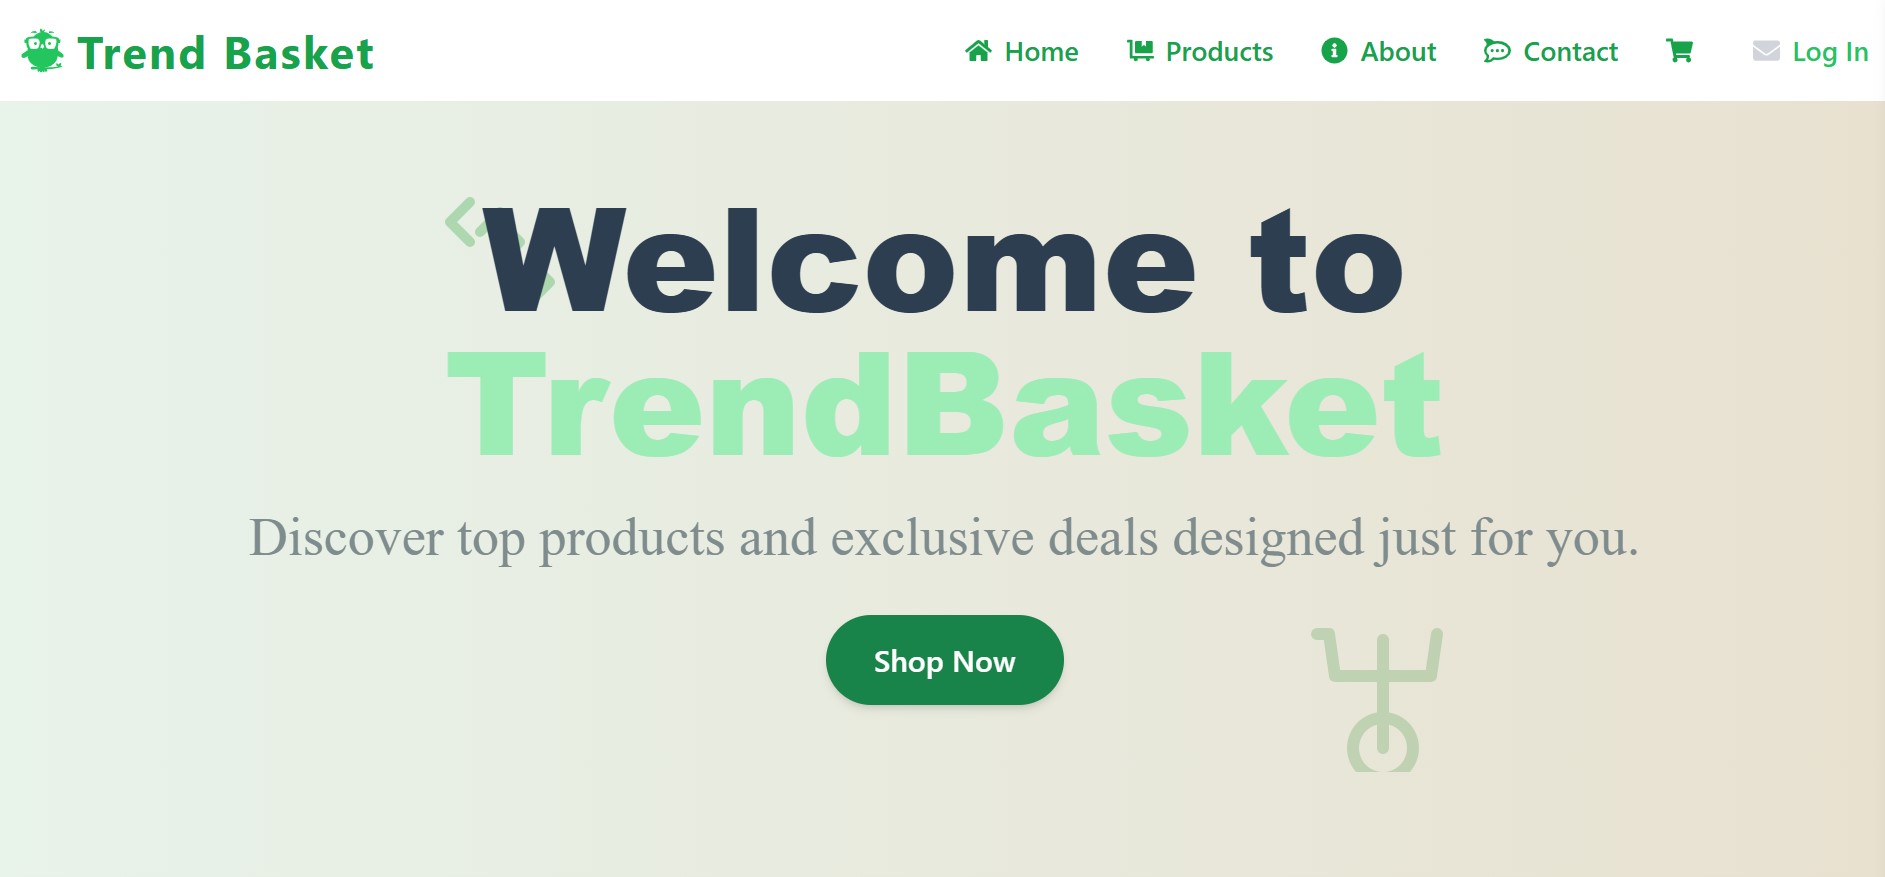 Trend Basket
Home Products About Contact Log In
Welcome to
TrendBasket
Discover top products and exclusive deals designed just for you.
Shop Now